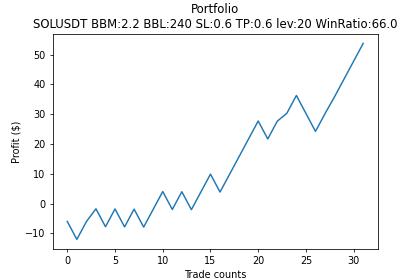 Portfolio
SOLUSDT BBM:2.2 BBL:240 SL:0.6 TP:0.6 lev:20 WinRatio:66.0
Profit ($)
50
40
30
20
10
0
−10
0 5 10 15 20 25 30
Trade counts